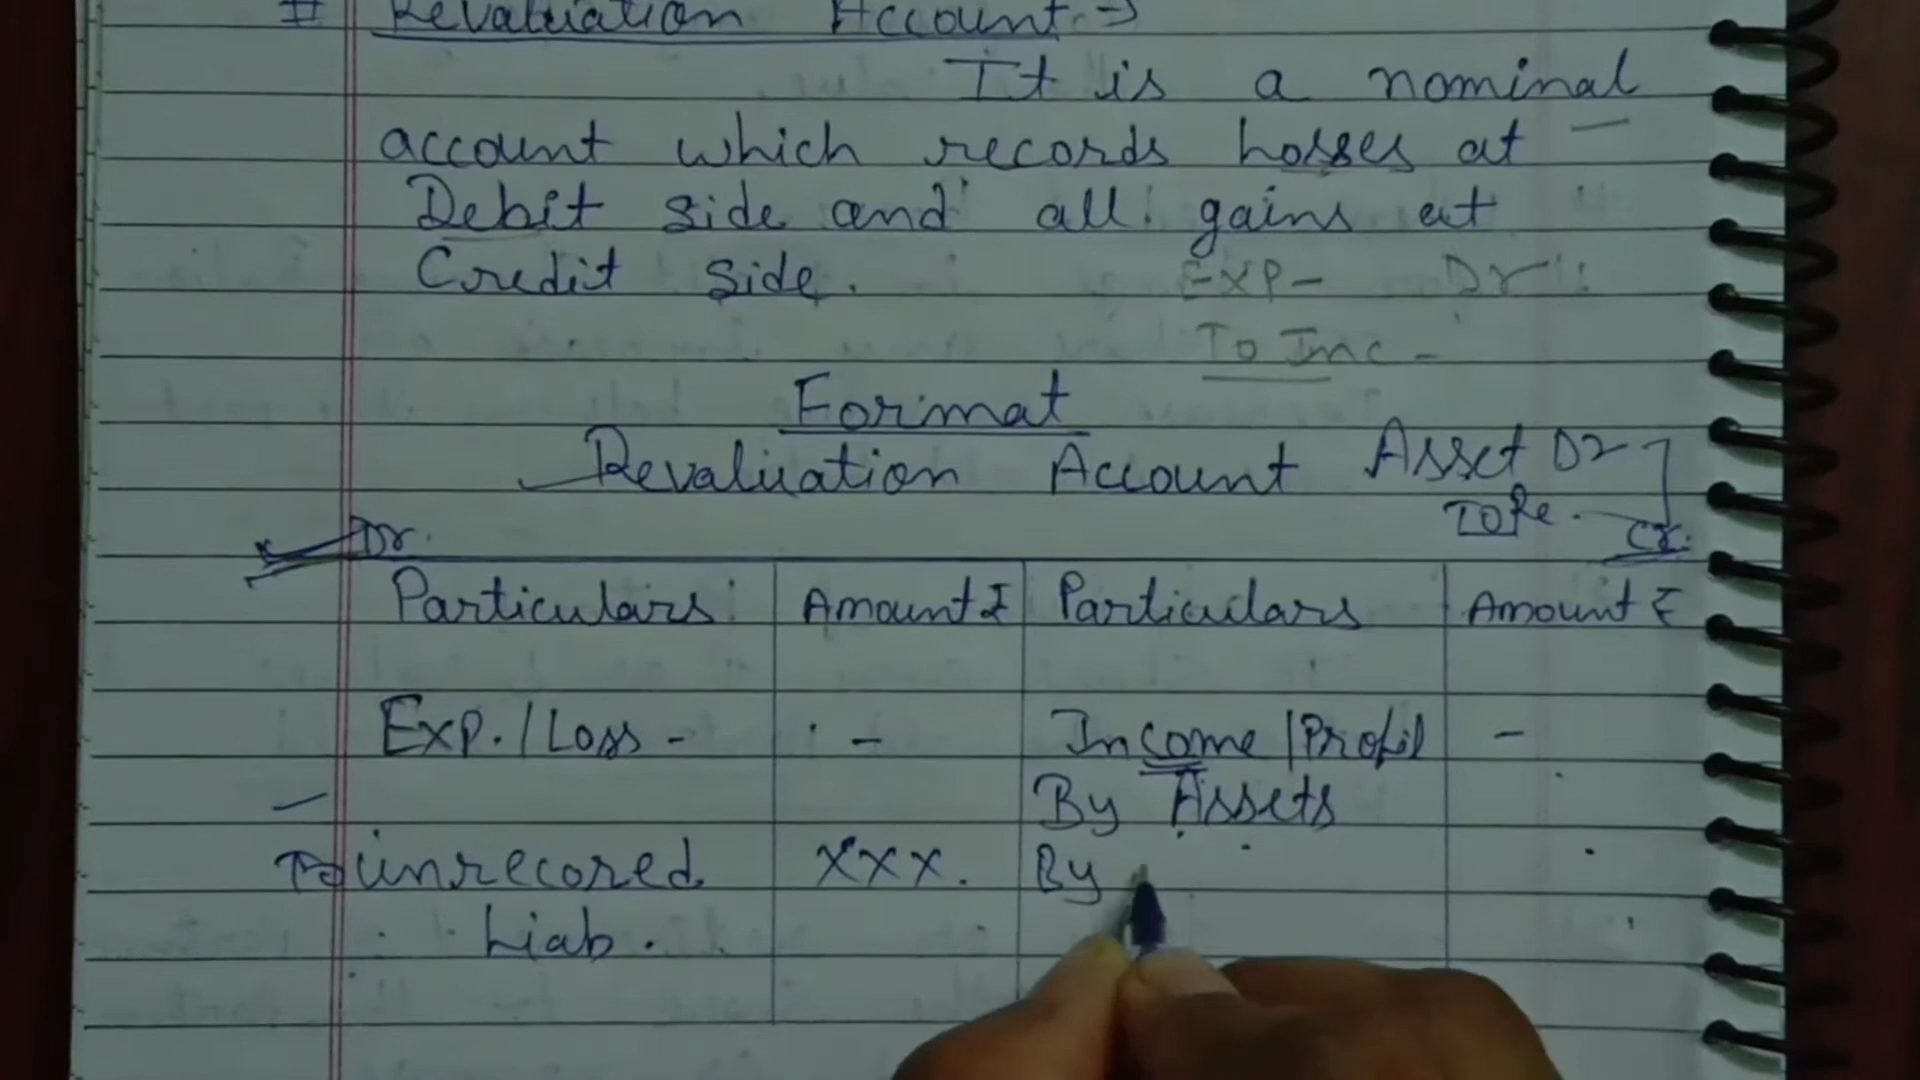 # Revaluation Account →
It is a nominal
account which records Losses at
Debit side and all gains at
Credit side.
EXP- Dr
To Inc -
Format
Revaluation Account
Asset Dr
To Re.
Dr.
Cr.
Particulars Amount ₹ Particulars Amount ₹
Exp./Loss - - Income/Profit -
By Assets
To unrecored XXX. By
Liab.